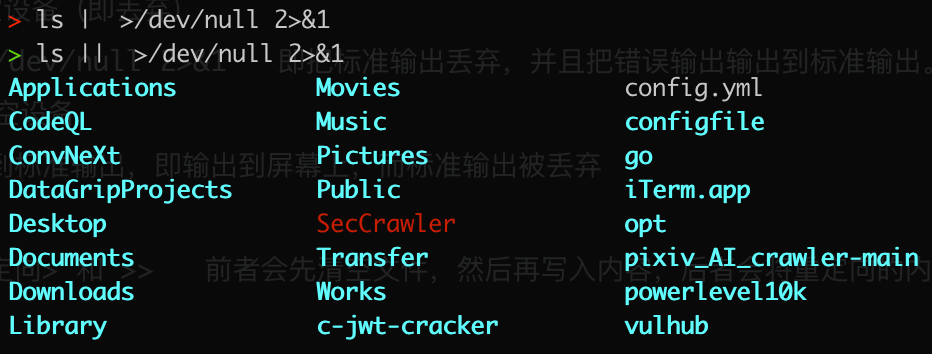 设备（即丢弃）
> ls |  >/dev/null 2>&1
> ls ||  >/dev/null 2>&1
/dev/null 2>&1 即把标准输出丢弃，并且把错误输出输出到标准输出。
Applications Movies config.yml
空设备
CodeQL Music configfile
ConvNeXt Pictures go
到标准输出，即输出到屏幕上，而标准输出被丢弃
DataGripProjects Public iTerm.app
Desktop SecCrawler opt
Documents Transfer pixiv_AI_crawler-main
定向> 和 >> 前者会先清空文件，然后再写入内容，后者会将重定向的内
Downloads Works powerlevel10k
Library c-jwt-cracker vulhub